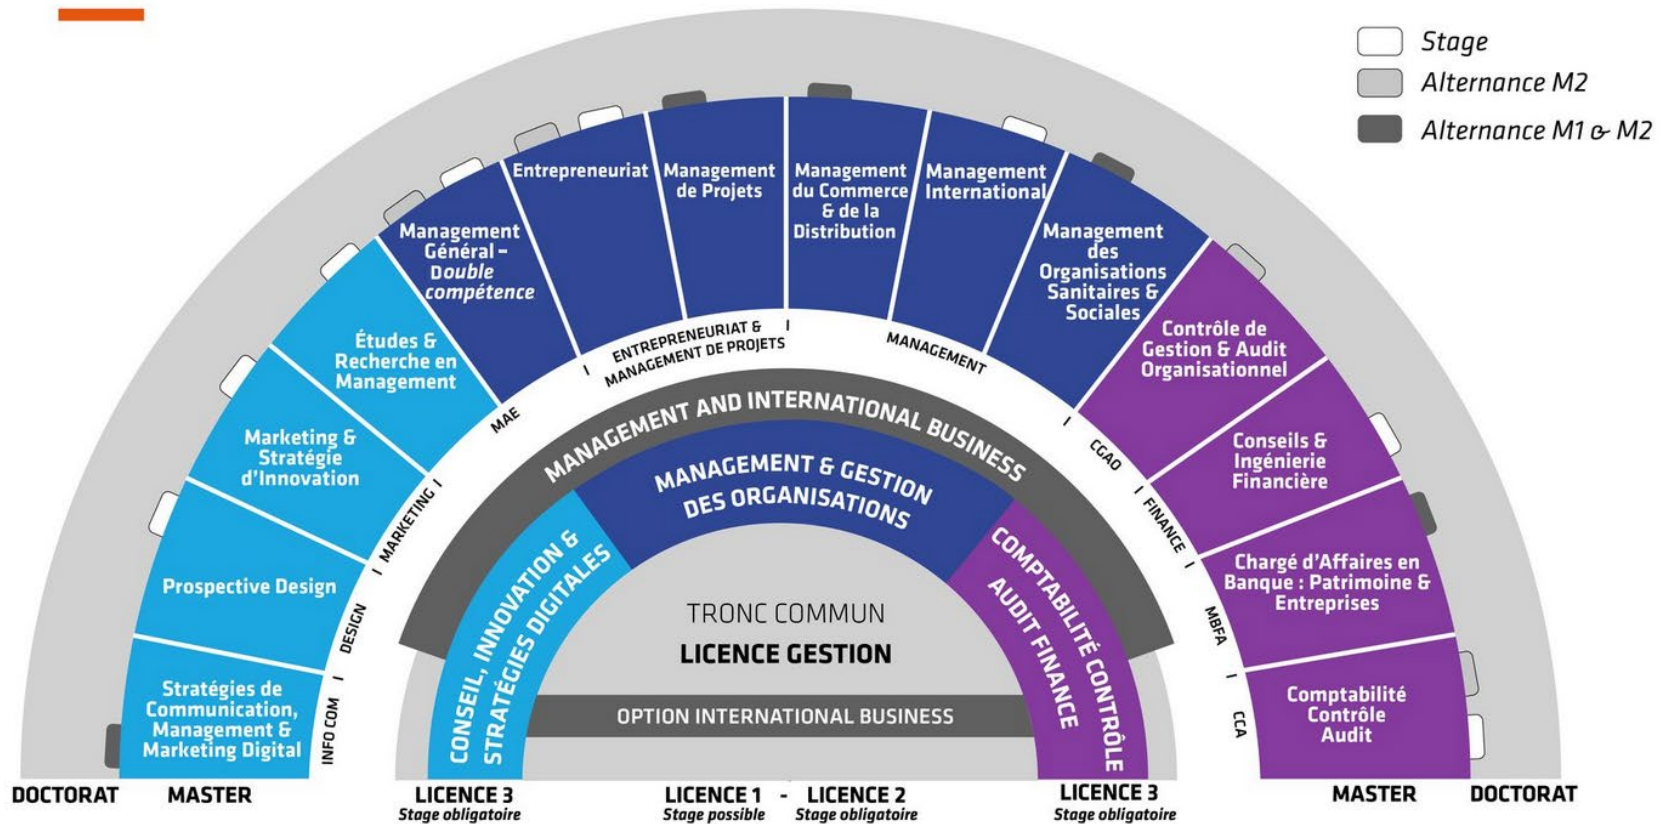 Stage
Alternance M2
Alternance M1 & M2
Stratégies de
Communication,
Management &
Marketing Digital
Prospective Design
Marketing &
Stratégie
d'Innovation
Études &
Recherche en
Management
Management
Général –
Double
compétence
Entrepreneuriat
Management
de Projets
Management
du Commerce
& de la
Distribution
Management
International
Management
des
Organisations
Sanitaires &
Sociales
Contrôle de
Gestion & Audit
Organisationnel
Conseils &
Ingénierie
Financière
Chargé d'Affaires en
Banque : Patrimoine &
Entreprises
Comptabilité
Contrôle
Audit
INFO COM
DESIGN
MARKETING
MAE
ENTREPRENEURIAT &
MANAGEMENT DE PROJETS
MANAGEMENT
CGAO
FINANCE
MBFA
CCA
MANAGEMENT AND INTERNATIONAL BUSINESS
CONSEIL, INNOVATION &
STRATÉGIES DIGITALES
MANAGEMENT & GESTION
DES ORGANISATIONS
COMPTABILITÉ CONTRÔLE
AUDIT FINANCE
TRONC COMMUN
LICENCE GESTION
OPTION INTERNATIONAL BUSINESS
DOCTORAT
MASTER
LICENCE 3
Stage obligatoire
LICENCE 1 - LICENCE 2
Stage possible Stage obligatoire
LICENCE 3
Stage obligatoire
MASTER
DOCTORAT